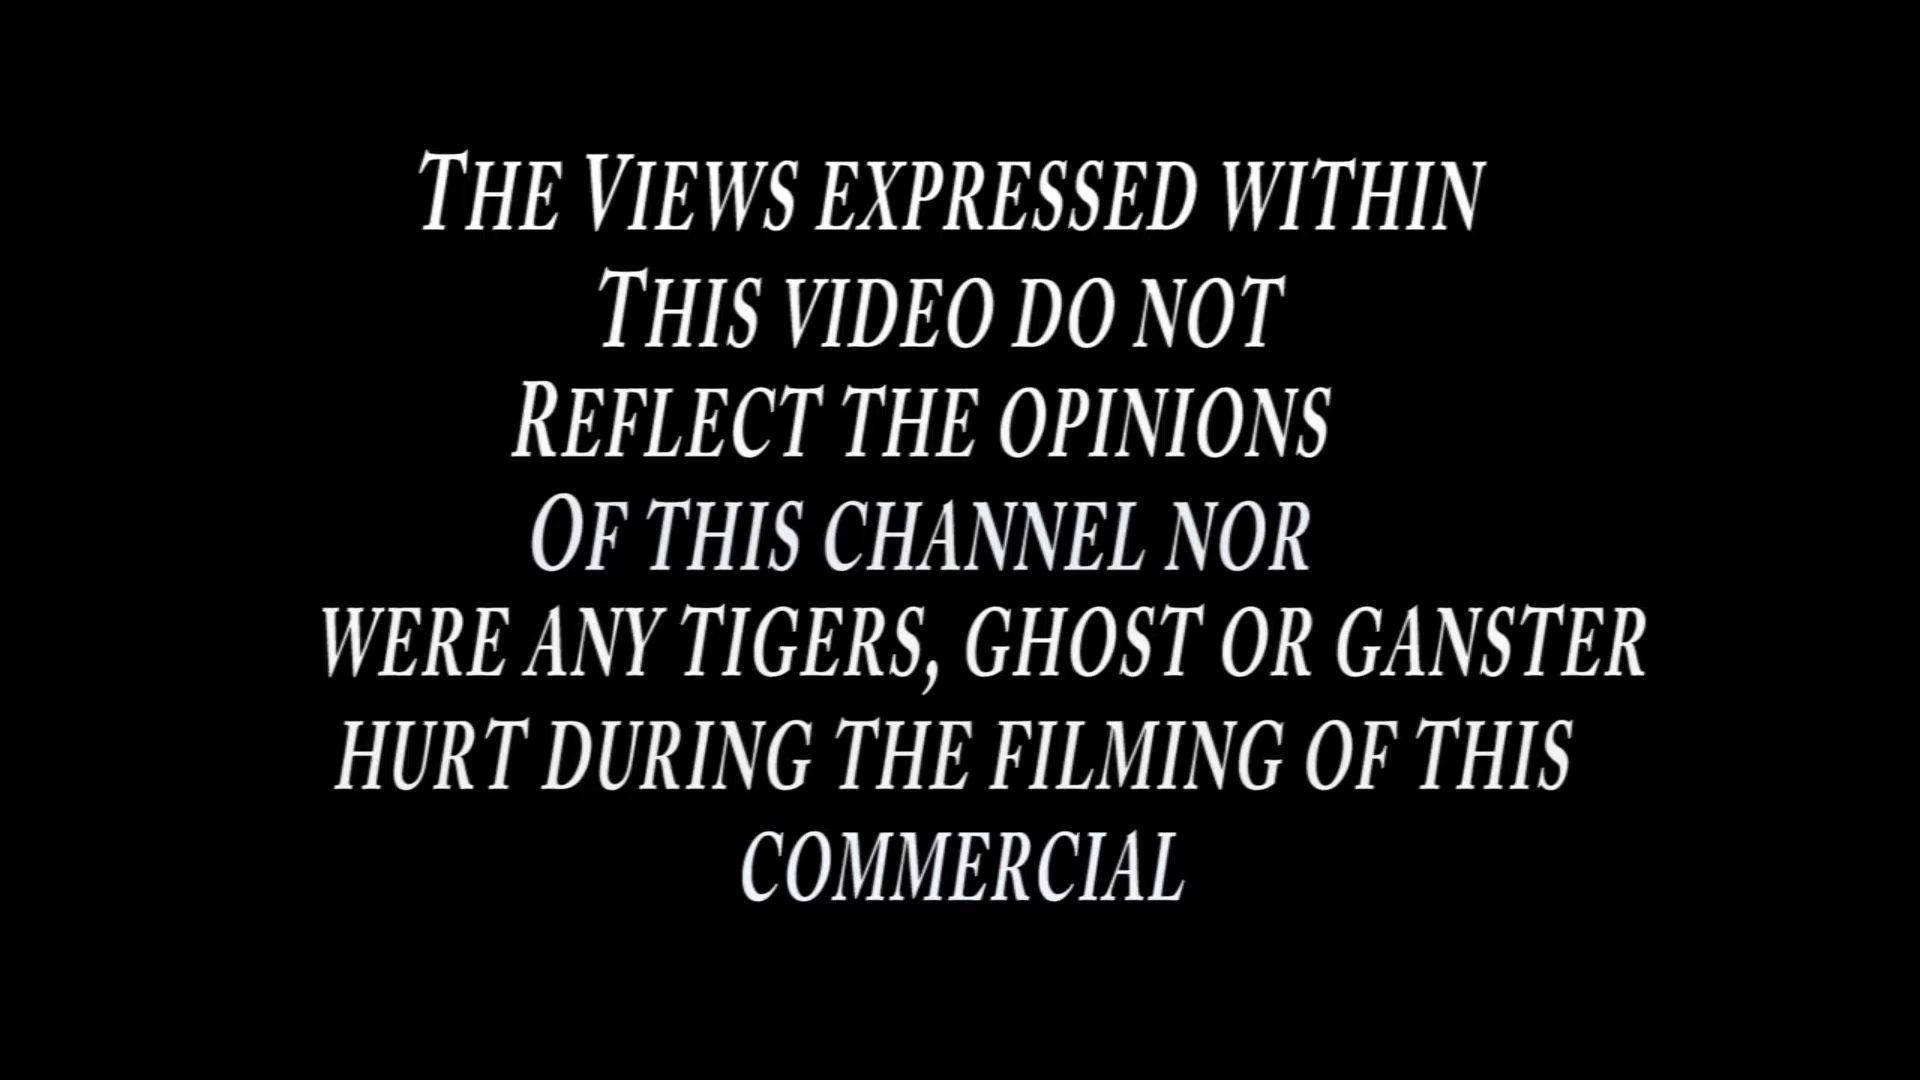 The Views expressed within
This video do not
Reflect the opinions
Of this channel nor
were any tigers, ghost or ganster
hurt during the filming of this
commercial